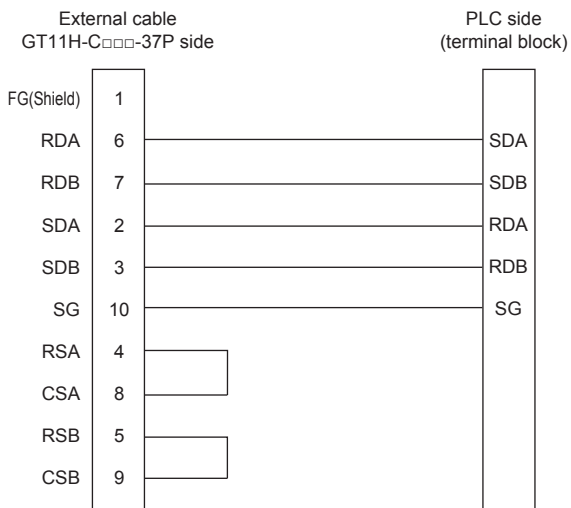 External cable
GT11H-C□□□-37P side
PLC side
(terminal block)
FG(Shield) 1
RDA 6 SDA
RDB 7 SDB
SDA 2 RDA
SDB 3 RDB
SG 10 SG
RSA 4
CSA 8
RSB 5
CSB 9